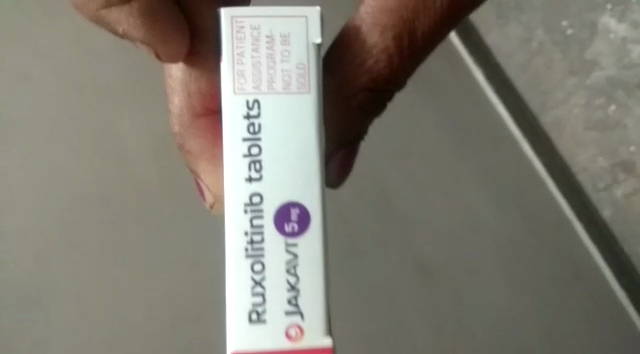 FOR PATIENT
ASSISTANCE
PROGRAM-
NOT TO BE
SOLD
Ruxolitinib tablets
JAKAVI 5 mg